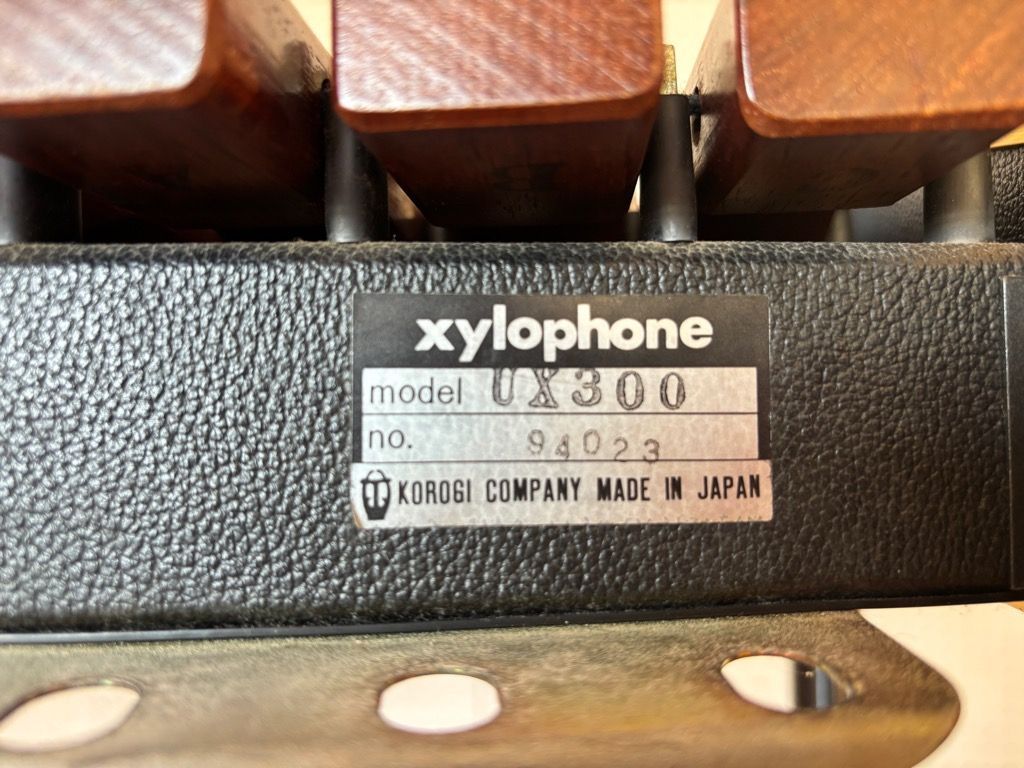 xylophone
model UX300
no. 94023
KOROGI COMPANY MADE IN JAPAN